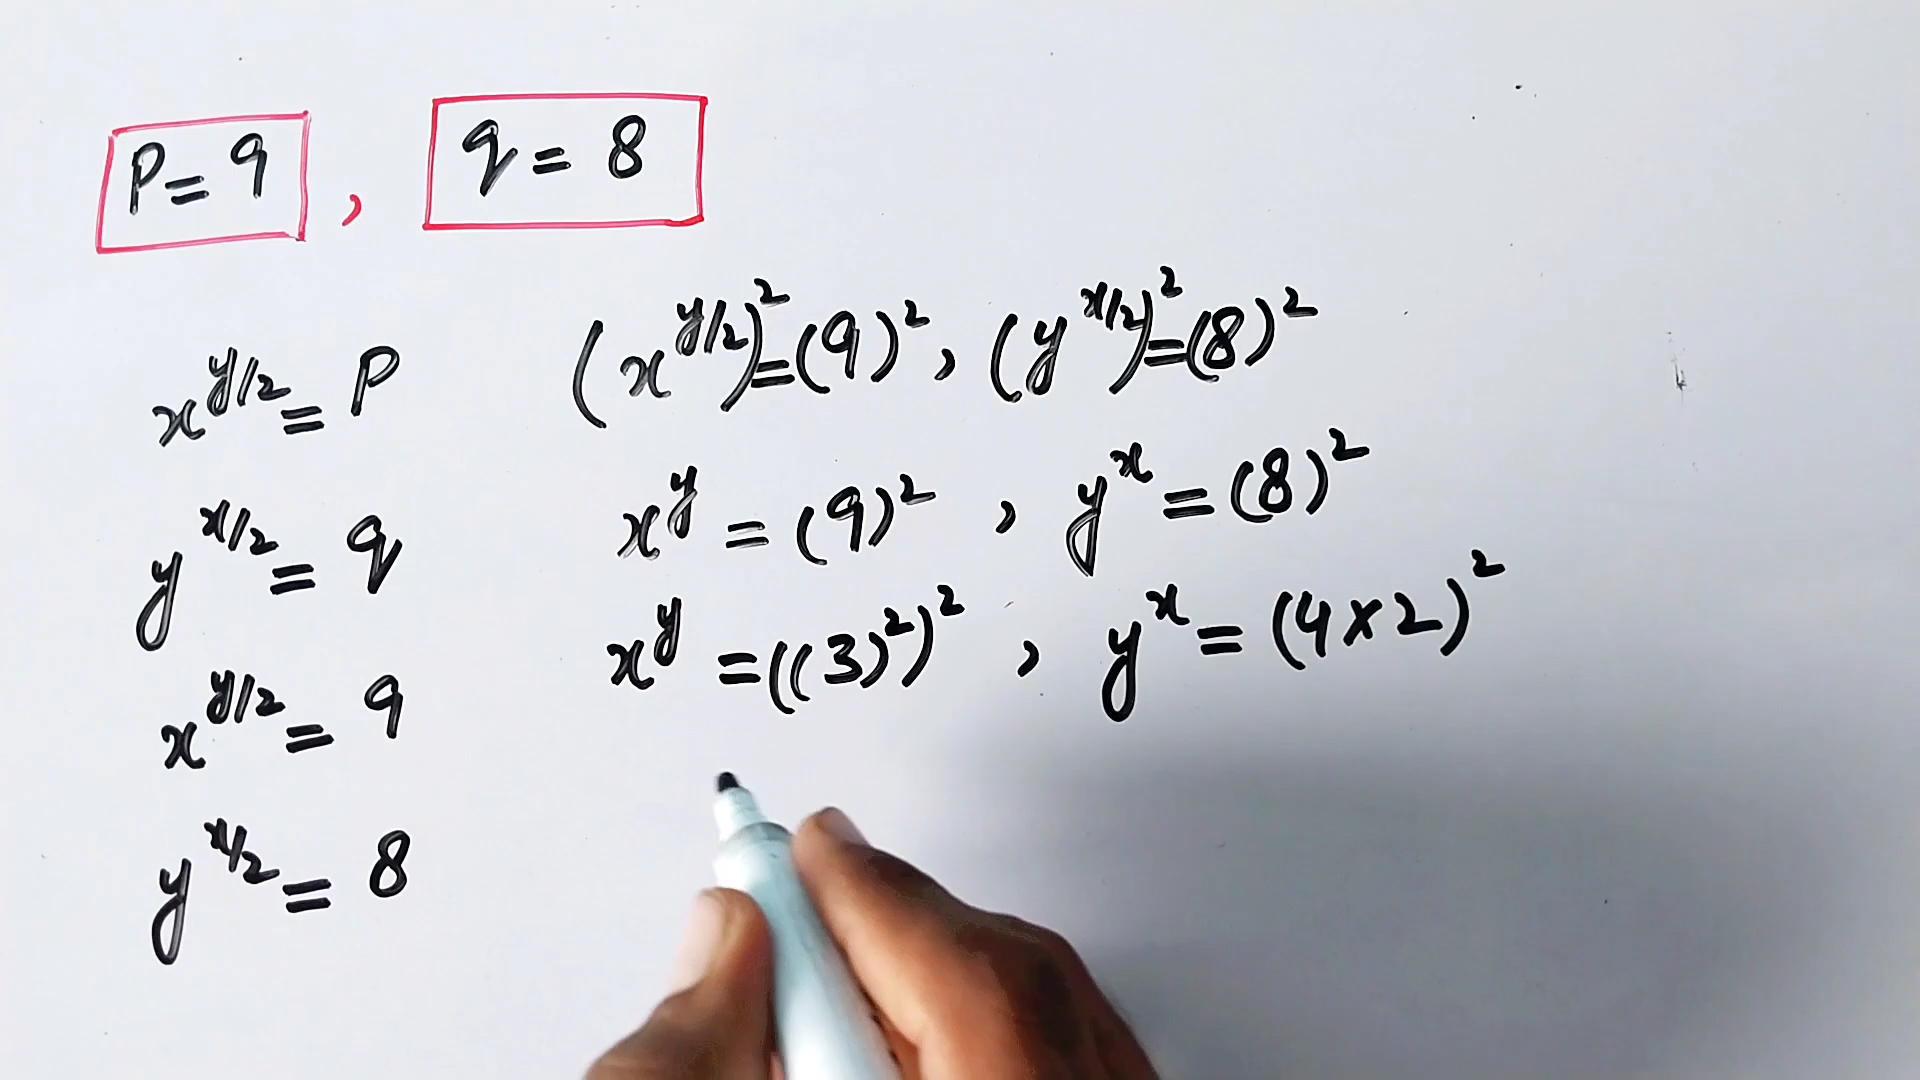 P = 9 , q = 8
x^{y/2} = P
y^{x/2} = q
x^{y/2} = 9
y^{x/2} = 8
(x^{y/2})^2 = (9)^2 , (y^{x/2})^2 = (8)^2
x^y = (9)^2 , y^x = (8)^2
x^y = ((3)^2)^2 , y^x = (4×2)^2